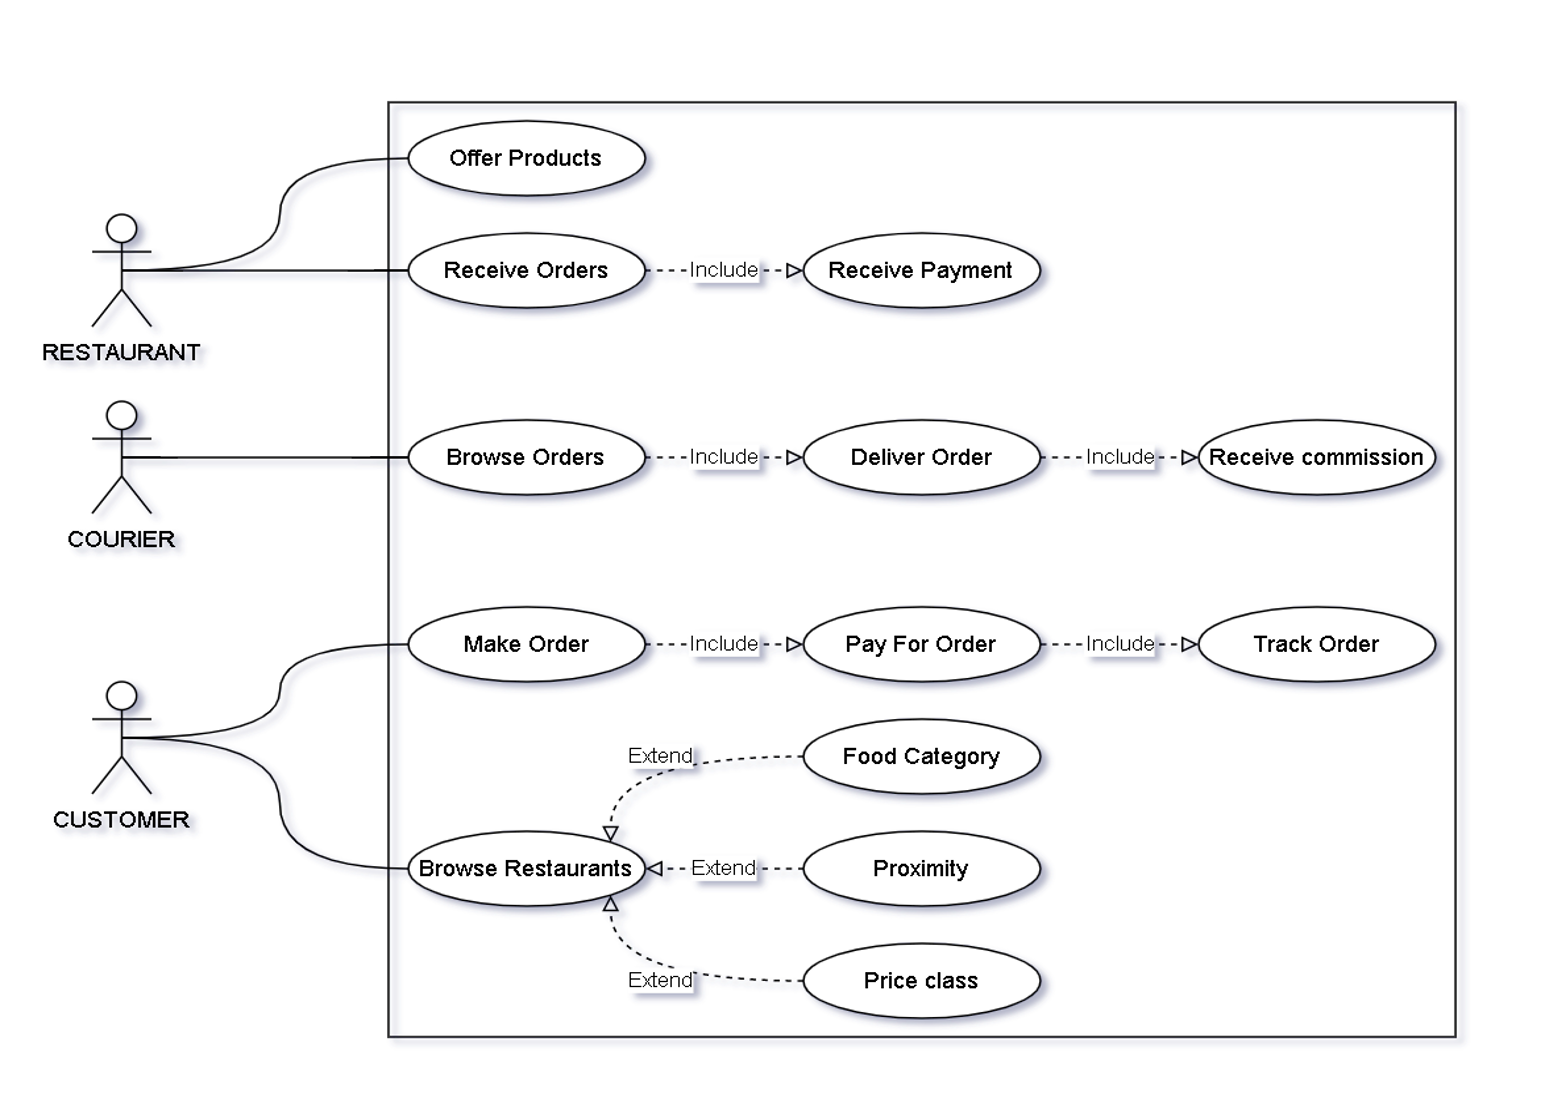 Offer Products
Receive Orders
Include
Receive Payment
RESTAURANT
Browse Orders
Include
Deliver Order
Include
Receive commission
COURIER
Make Order
Include
Pay For Order
Include
Track Order
CUSTOMER
Extend
Food Category
Browse Restaurants
Extend
Proximity
Extend
Price class